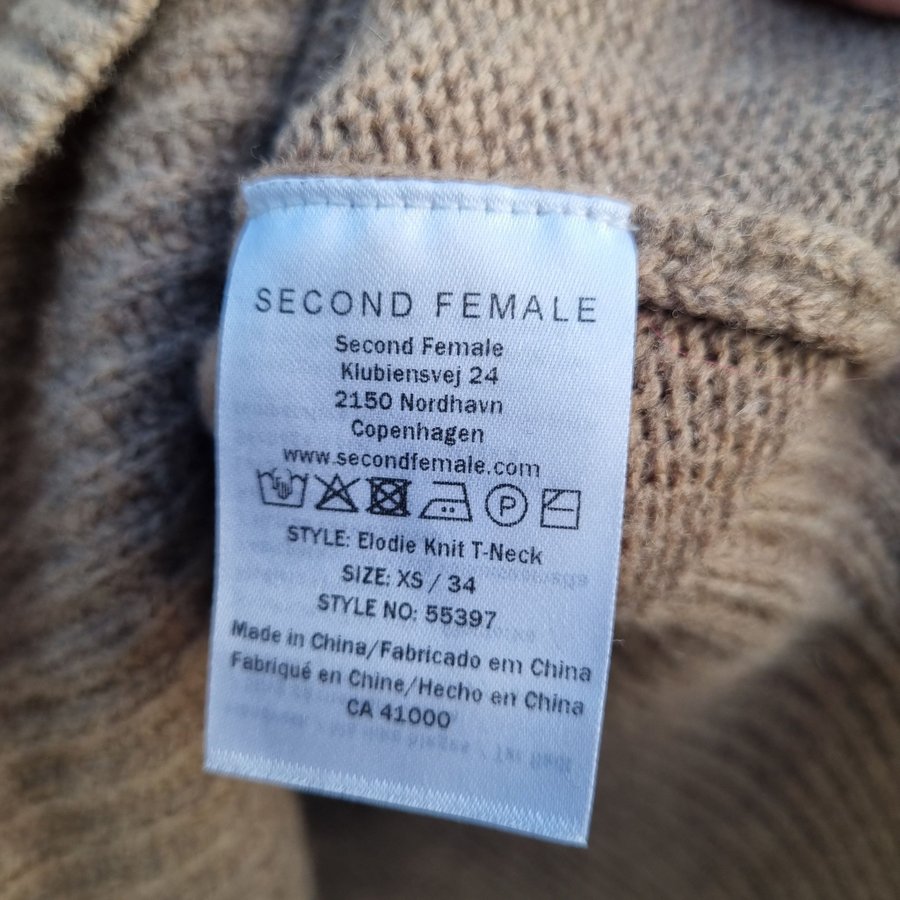 SECOND FEMALE
Second Female
Klubiensvej 24
2150 Nordhavn
Copenhagen
www.secondfemale.com
P
STYLE: Elodie Knit T-Neck
SIZE: XS / 34
STYLE NO: 55397
Made in China/Fabricado em China
Fabriqué en Chine/Hecho en China
CA 41000